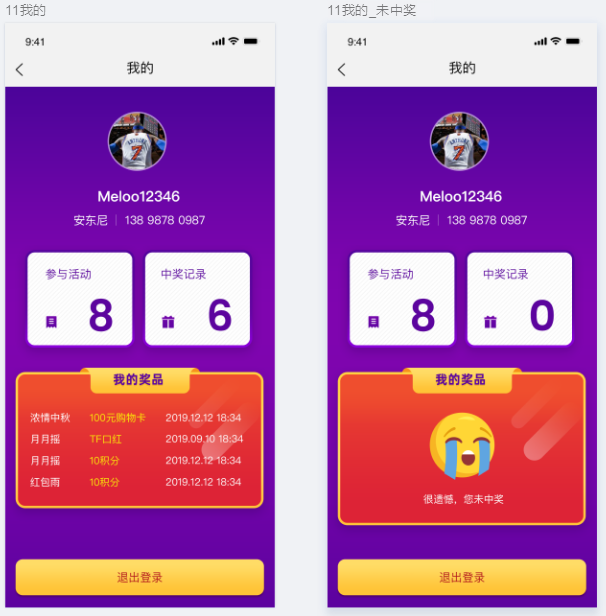 11我的
9:41
我的
Meloo12346
安东尼 | 138 9878 0987
参与活动
8
中奖记录
6
我的奖品
浓情中秋 100元购物卡 2019.12.12 18:34
月月摇 TF口红 2019.09.10 18:34
月月摇 10积分 2019.12.12 18:34
红包雨 10积分 2019.12.12 18:34
退出登录
11我的_未中奖
9:41
我的
Meloo12346
安东尼 | 138 9878 0987
参与活动
8
中奖记录
0
我的奖品
很遗憾，您未中奖
退出登录